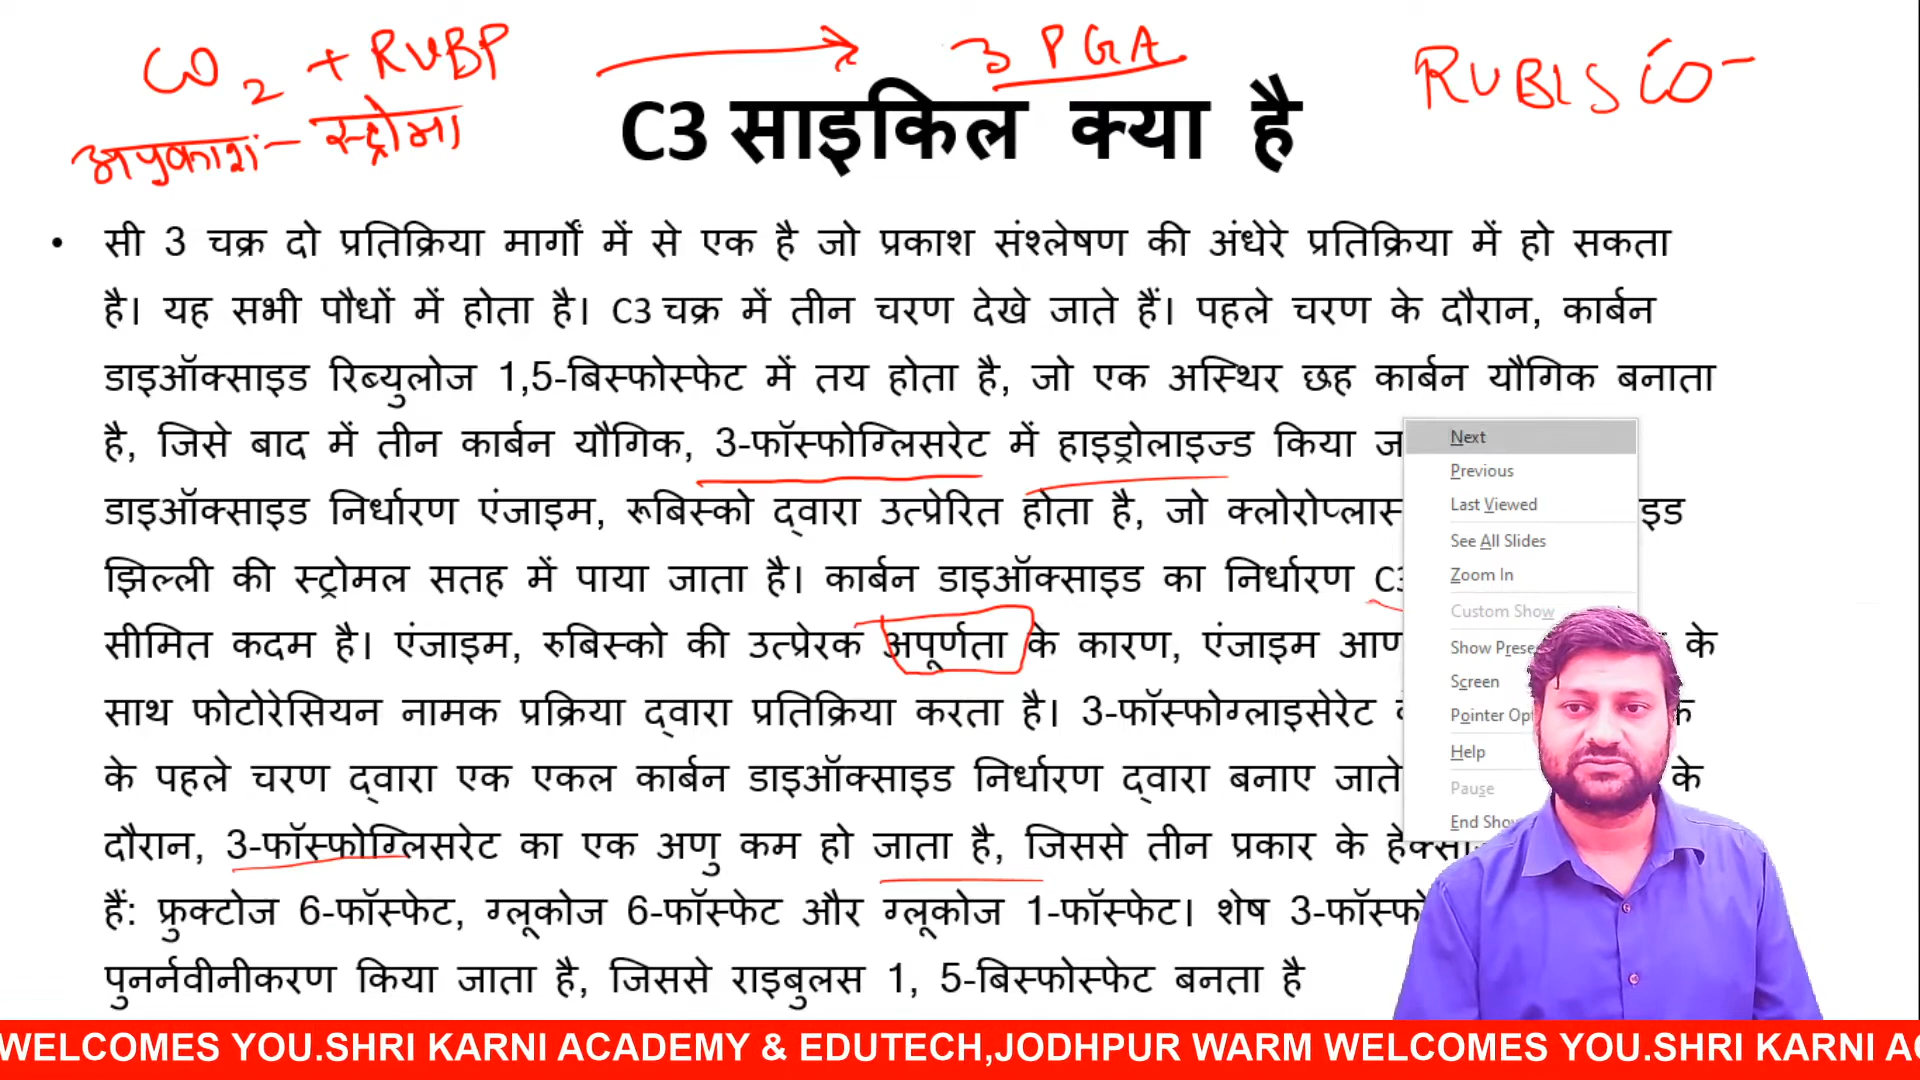 CO2 + RUBP → 3 PGA
RUBISCO-
अप्रकाश - स्ट्रोमा
C3 साइकिल क्या है
• सी 3 चक्र दो प्रतिक्रिया मार्गों में से एक है जो प्रकाश संश्लेषण की अंधेरे प्रतिक्रिया में हो सकता
है। यह सभी पौधों में होता है। C3 चक्र में तीन चरण देखे जाते हैं। पहले चरण के दौरान, कार्बन
डाइऑक्साइड रिब्युलोज 1,5-बिस्फोस्फेट में तय होता है, जो एक अस्थिर छह कार्बन यौगिक बनाता
है, जिसे बाद में तीन कार्बन यौगिक, 3-फॉस्फोग्लिसरेट में हाइड्रोलाइज्ड किया
डाइऑक्साइड निर्धारण एंजाइम, रूबिस्को द्वारा उत्प्रेरित होता है, जो इड
झिल्ली की स्ट्रोमल सतह में पाया जाता है। कार्बन डाइऑक्साइड का निर्धारण
सीमित कदम है। एंजाइम, रुबिस्को की उत्प्रेरक अपूर्णता के कारण, एंजाइम के
साथ फोटोरेसियन नामक प्रक्रिया द्वारा प्रतिक्रिया करता है। 3-फॉस्फोग्लाइसेरेट
के पहले चरण द्वारा एक एकल कार्बन डाइऑक्साइड निर्धारण द्वारा बनाए जाते के
दौरान, 3-फॉस्फोग्लिसरेट का एक अणु कम हो जाता है, जिससे तीन प्रकार के
हैं: फ्रुक्टोज 6-फॉस्फेट, ग्लूकोज 6-फॉस्फेट और ग्लूकोज 1-फॉस्फेट। शेष
पुनर्नवीनीकरण किया जाता है, जिससे राइबुलस 1, 5-बिस्फोस्फेट बनता है
Next
Previous
Last Viewed
See All Slides
Zoom In
Custom Show
Show
Screen
Pointer
Help
Pause
End
WELCOMES YOU.SHRI KARNI ACADEMY & EDUTECH,JODHPUR WARM WELCOMES YOU.SHRI KARNI